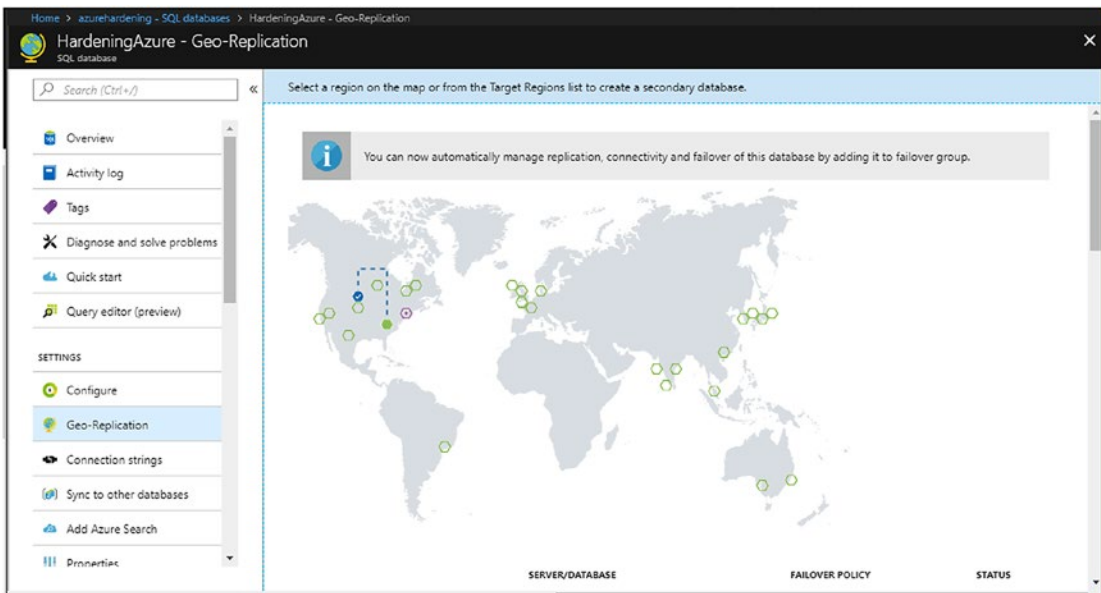 Home > azurehardening - SQL databases > HardeningAzure - Geo-Replication
HardeningAzure - Geo-Replication
SQL database
Search (Ctrl+/)
Overview
Activity log
Tags
Diagnose and solve problems
Quick start
Query editor (preview)
SETTINGS
Configure
Geo-Replication
Connection strings
Sync to other databases
Add Azure Search
Properties
Select a region on the map or from the Target Regions list to create a secondary database.
You can now automatically manage replication, connectivity and failover of this database by adding it to failover group.
SERVER/DATABASE FAILOVER POLICY STATUS